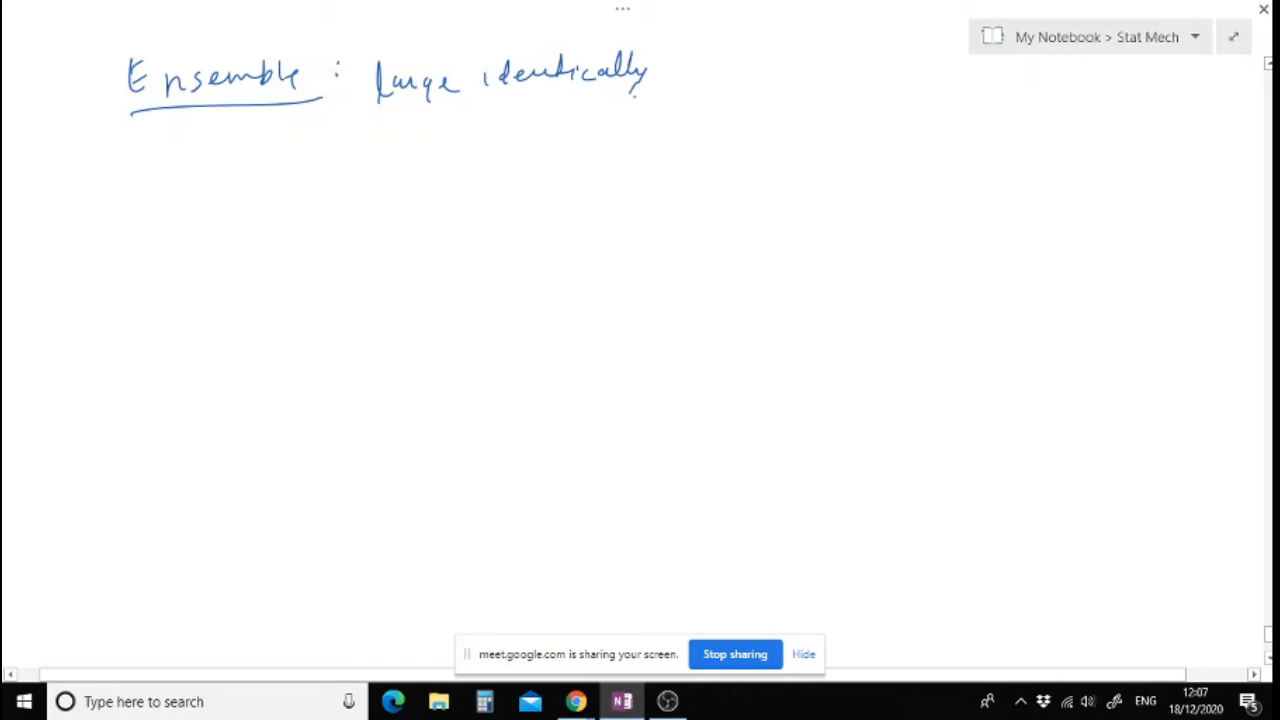 My Notebook > Stat Mech
Ensemble : large identically
meet.google.com is sharing your screen.
Stop sharing
Hide
Type here to search
ENG
12:07
18/12/2020
5